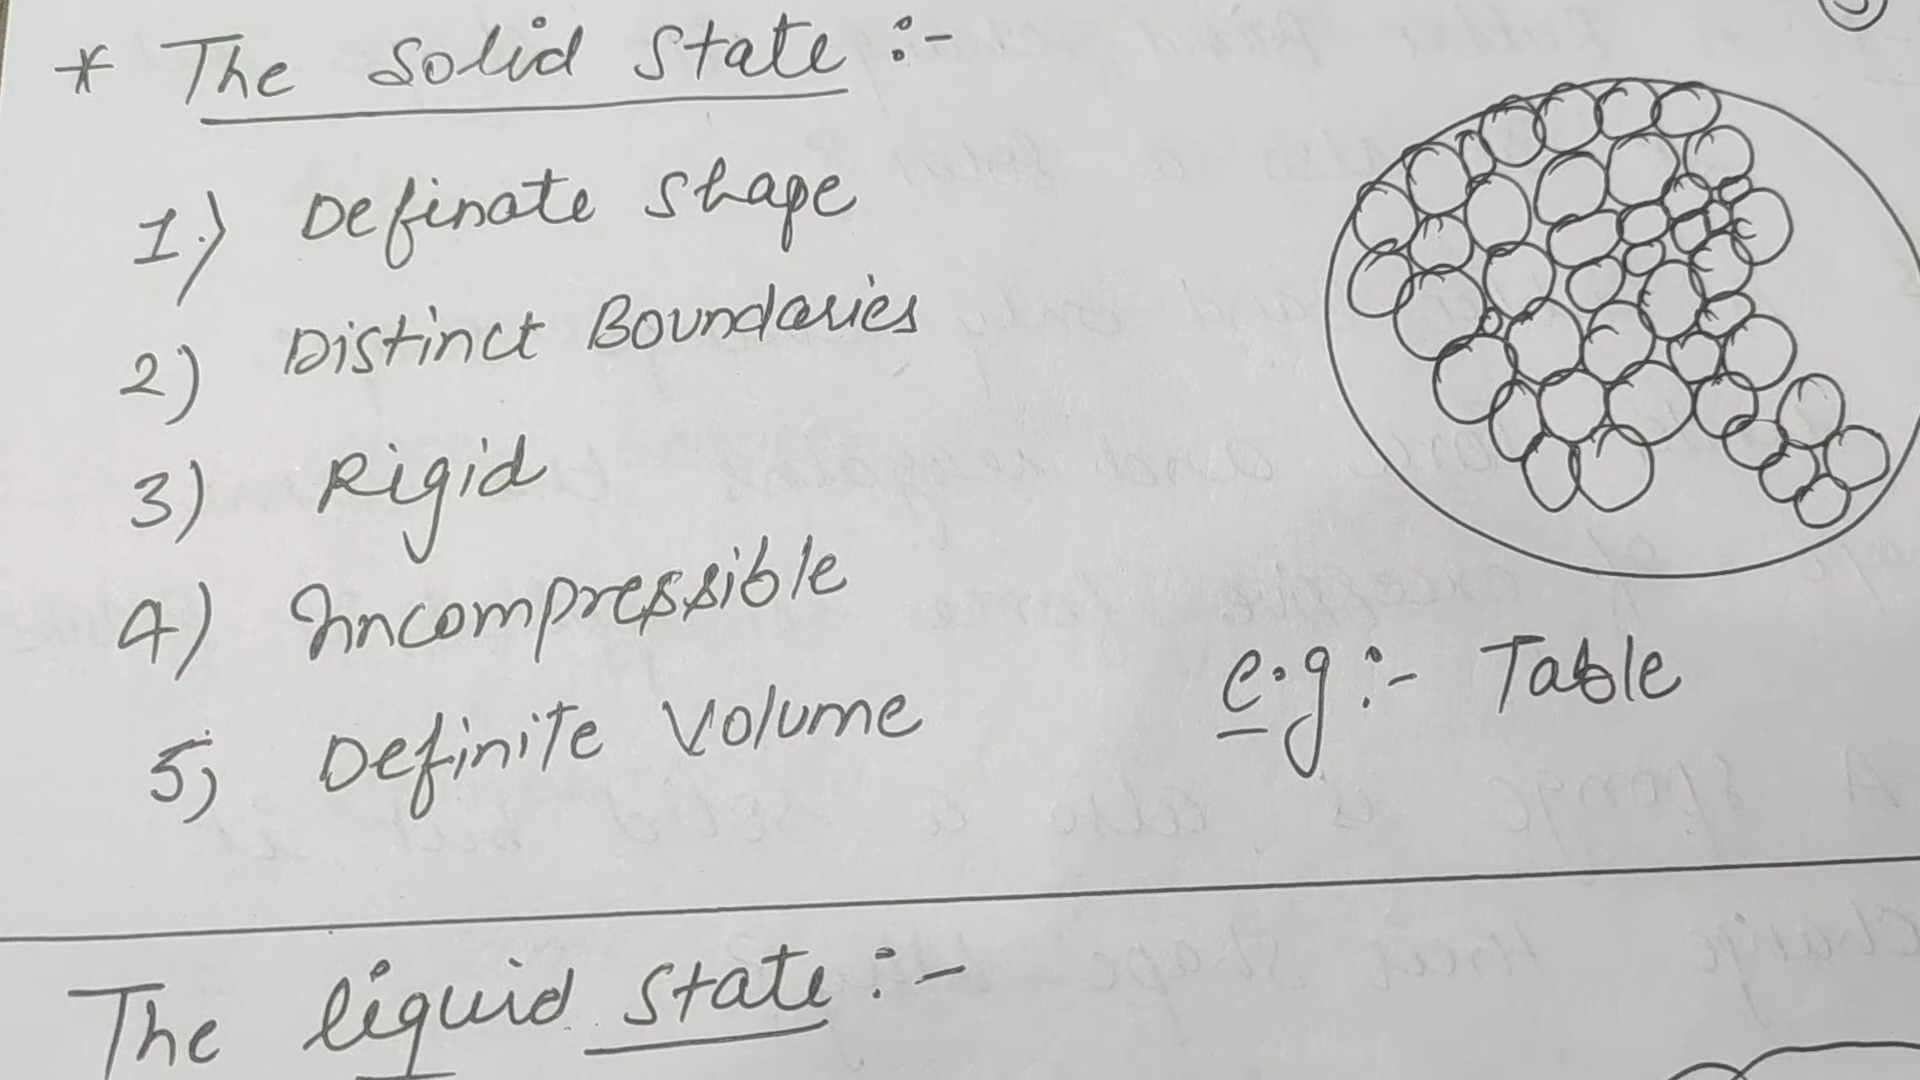 * The Solid State :-
1.) Definate Shape
2) Distinct Boundaries
3) Rigid
4) Incompressible
5) Definite Volume
e.g :- Table
The liquid state :-